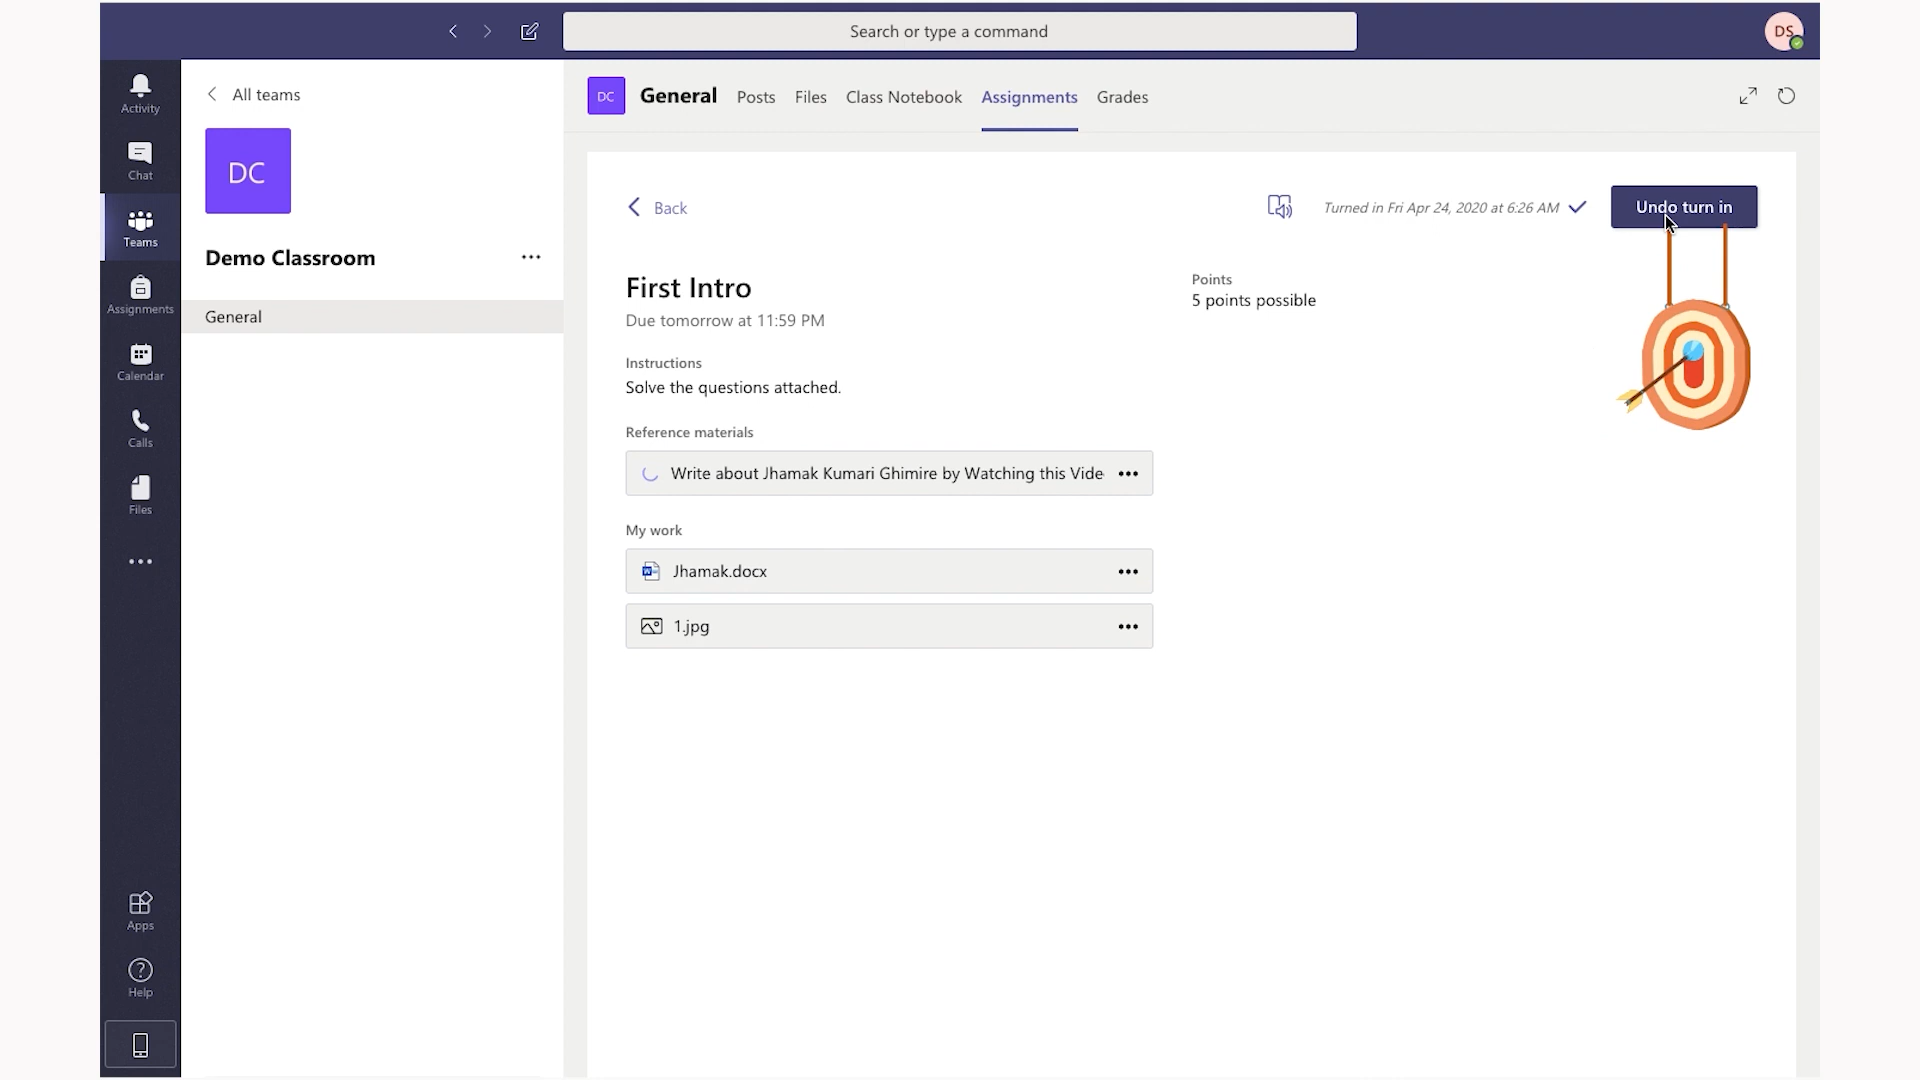 Search or type a command
DS
Activity
Chat
Teams
Assignments
Calendar
Calls
Files
Apps
Help
All teams
DC
Demo Classroom
General
DC
General Posts Files Class Notebook Assignments Grades
Back
Turned in Fri Apr 24, 2020 at 6:26 AM
Undo turn in
First Intro
Due tomorrow at 11:59 PM
Points
5 points possible
Instructions
Solve the questions attached.
Reference materials
Write about Jhamak Kumari Ghimire by Watching this Vide
My work
Jhamak.docx
1.jpg